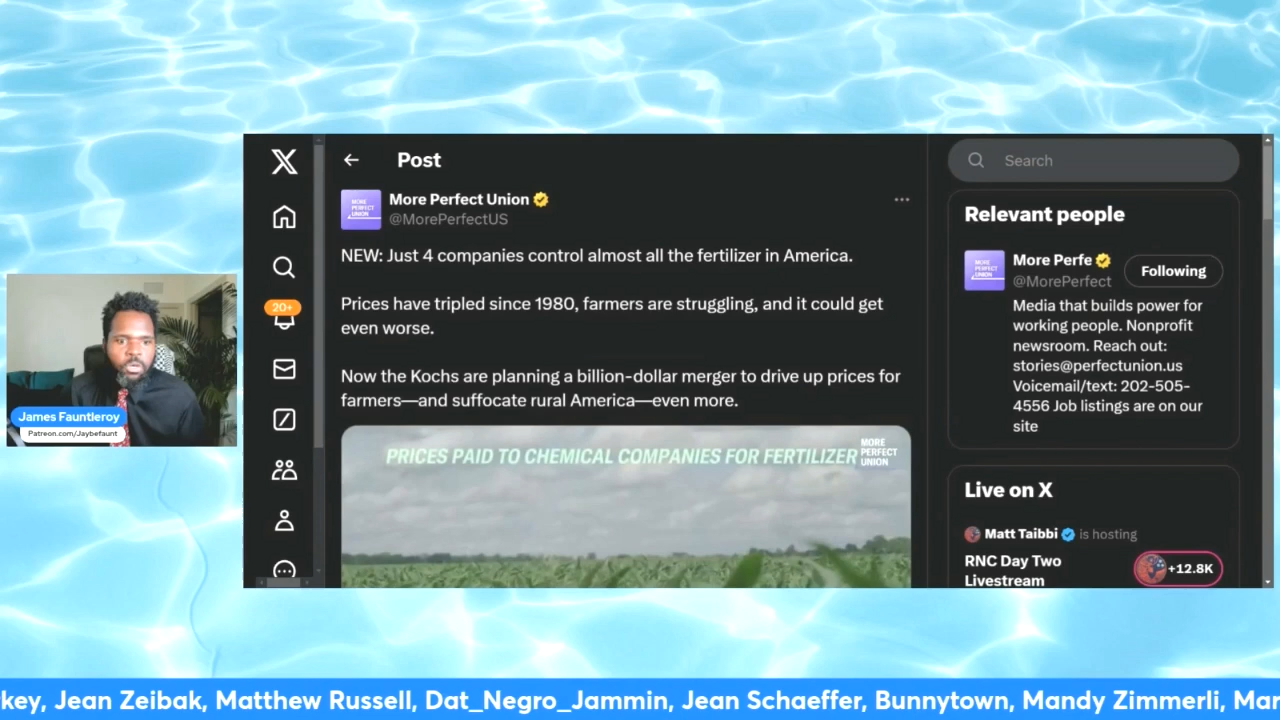 Post
Search
More Perfect Union
@MorePerfectUS
NEW: Just 4 companies control almost all the fertilizer in America.
Prices have tripled since 1980, farmers are struggling, and it could get
even worse.
Now the Kochs are planning a billion-dollar merger to drive up prices for
farmers—and suffocate rural America—even more.
PRICES PAID TO CHEMICAL COMPANIES FOR FERTILIZER
MORE
PERFECT
UNION
MORE
PERFECT
UNION
20+
Relevant people
MORE
PERFECT
UNION
More Perfe
@MorePerfect
Following
Media that builds power for
working people. Nonprofit
newsroom. Reach out:
stories@perfectunion.us
Voicemail/text: 202-505-
4556 Job listings are on our
site
Live on X
Matt Taibbi is hosting
RNC Day Two
Livestream
+12.8K
James Fauntleroy
Patreon.com/Jaybefaunt
key, Jean Zeibak, Matthew Russell, Dat_Negro_Jammin, Jean Schaeffer, Bunnytown, Mandy Zimmerli, Mar